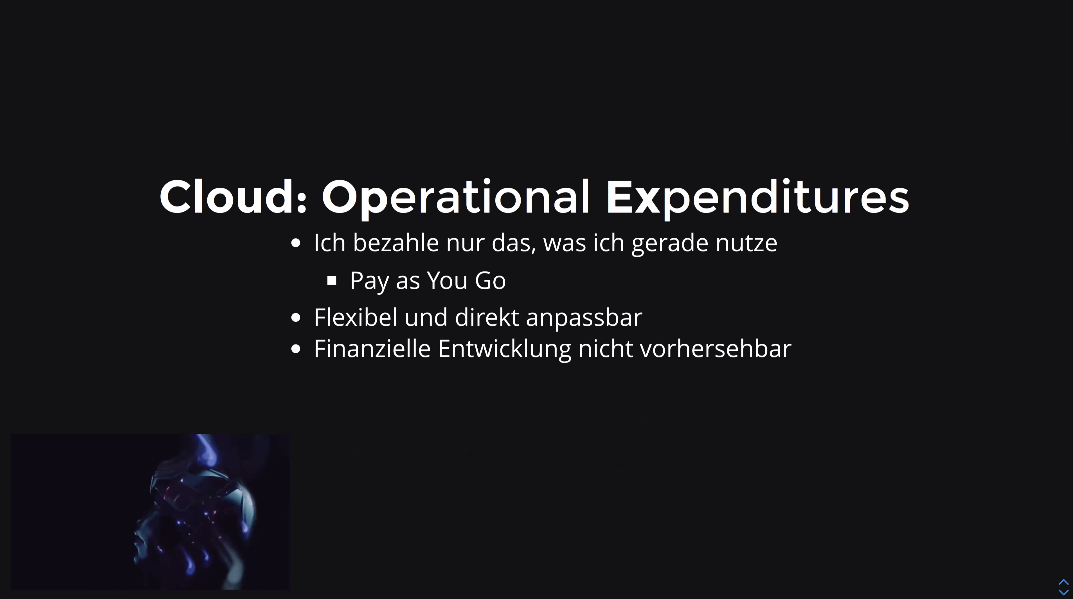 Cloud: Operational Expenditures
Ich bezahle nur das, was ich gerade nutze
Pay as You Go
Flexibel und direkt anpassbar
Finanzielle Entwicklung nicht vorhersehbar